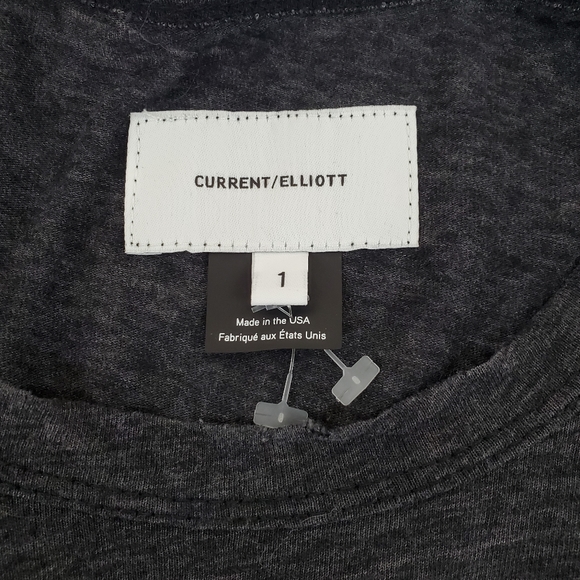 CURRENT/ELLIOTT
1
Made in the USA
Fabriqué aux États Unis